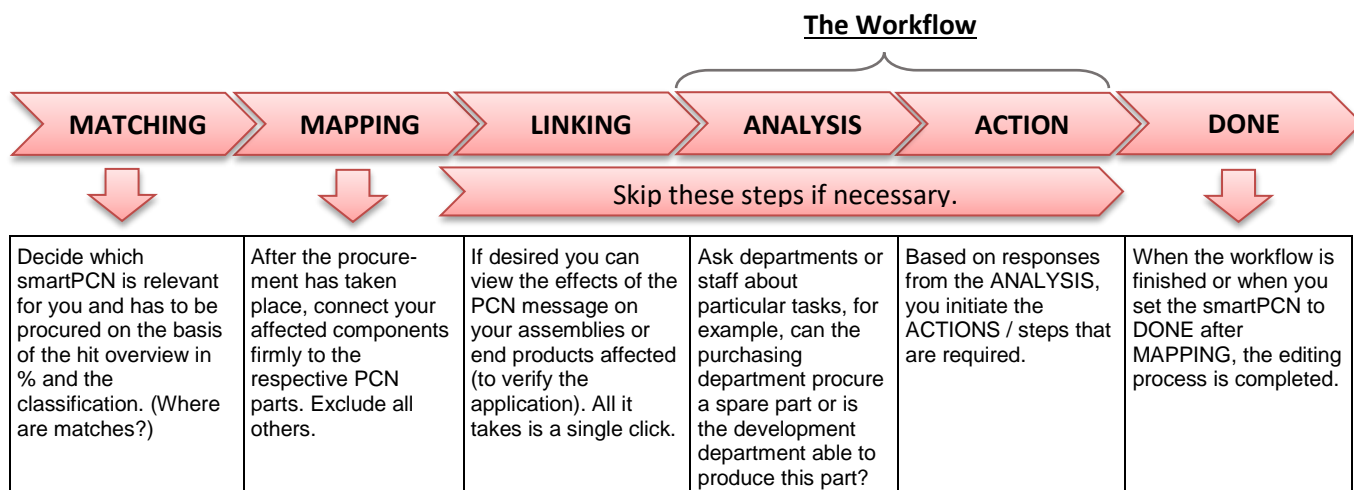 The Workflow
MATCHING
MAPPING
LINKING
ANALYSIS
ACTION
DONE
Skip these steps if necessary.
Decide which
smartPCN is relevant
for you and has to be
procured on the basis
of the hit overview in
% and the
classification. (Where
are matches?)
After the procure-
ment has taken
place, connect your
affected components
firmly to the
respective PCN
parts. Exclude all
others.
If desired you can
view the effects of the
PCN message on
your assemblies or
end products affected
(to verify the
application). All it
takes is a single click.
Ask departments or
staff about
particular tasks, for
example, can the
purchasing
department procure
a spare part or is
the development
department able to
produce this part?
Based on responses
from the ANALYSIS,
you initiate the
ACTIONS / steps that
are required.
When the workflow is
finished or when you
set the smartPCN to
DONE after
MAPPING, the editing
process is completed.